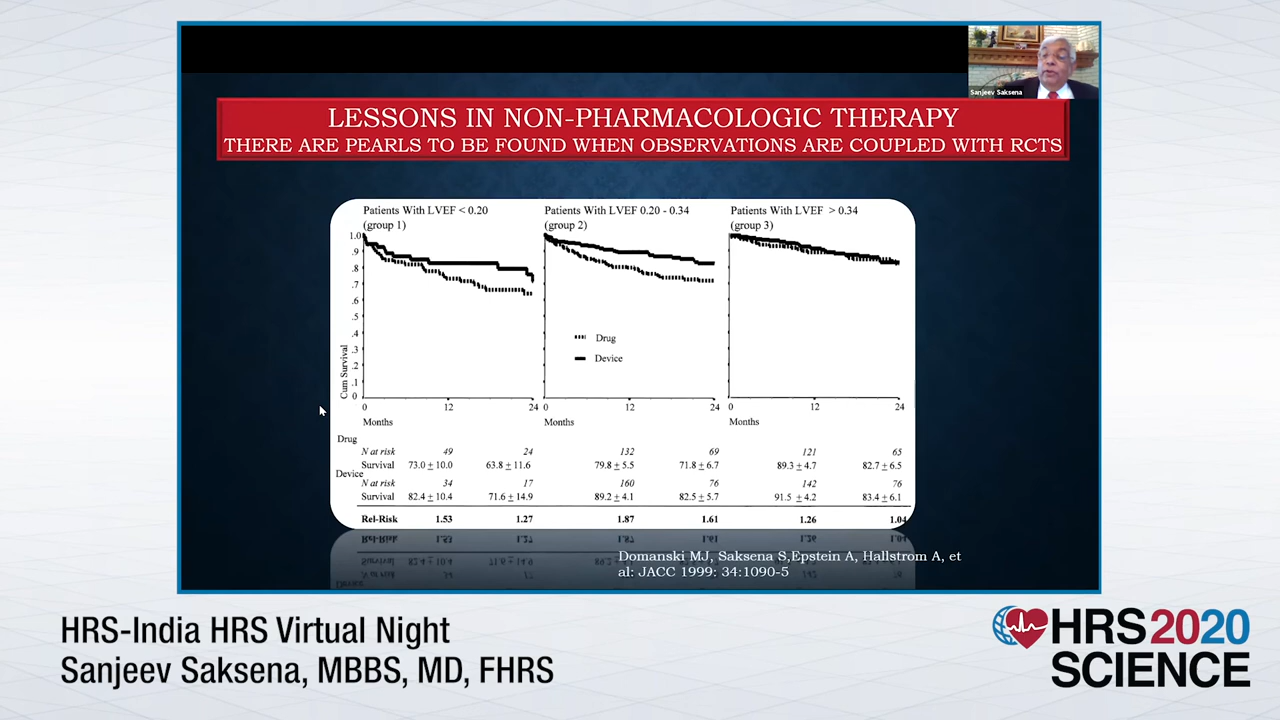 Sanjeev Saksena
LESSONS IN NON-PHARMACOLOGIC THERAPY
THERE ARE PEARLS TO BE FOUND WHEN OBSERVATIONS ARE COUPLED WITH RCTS
Patients With LVEF < 0.20
(group 1)
Patients With LVEF 0.20 - 0.34
(group 2)
Patients With LVEF > 0.34
(group 3)
1.0
.9
.8
.7
.6
.5
.4
.3
.2
.1
0
Cum Survival
Drug
Device
0 12 24 0 12 24 0 12 24
Months Months Months
Drug
N at risk 49 24 132 69 121 65
Survival 73.0 ± 10.0 63.8 ± 11.6 79.8 ± 5.5 71.8 ± 6.7 89.3 ± 4.7 82.7 ± 6.5
Device
N at risk 34 17 160 76 142 76
Survival 82.4 ± 10.4 71.6 ± 14.9 89.2 ± 4.1 82.5 ± 5.7 91.5 ± 4.2 83.4 ± 6.1
Rel-Risk 1.53 1.27 1.87 1.61 1.26 1.04
Domanski MJ, Saksena S,Epstein A, Hallstrom A, et
al: JACC 1999: 34:1090-5
HRS-India HRS Virtual Night
Sanjeev Saksena, MBBS, MD, FHRS
HRS2020
SCIENCE